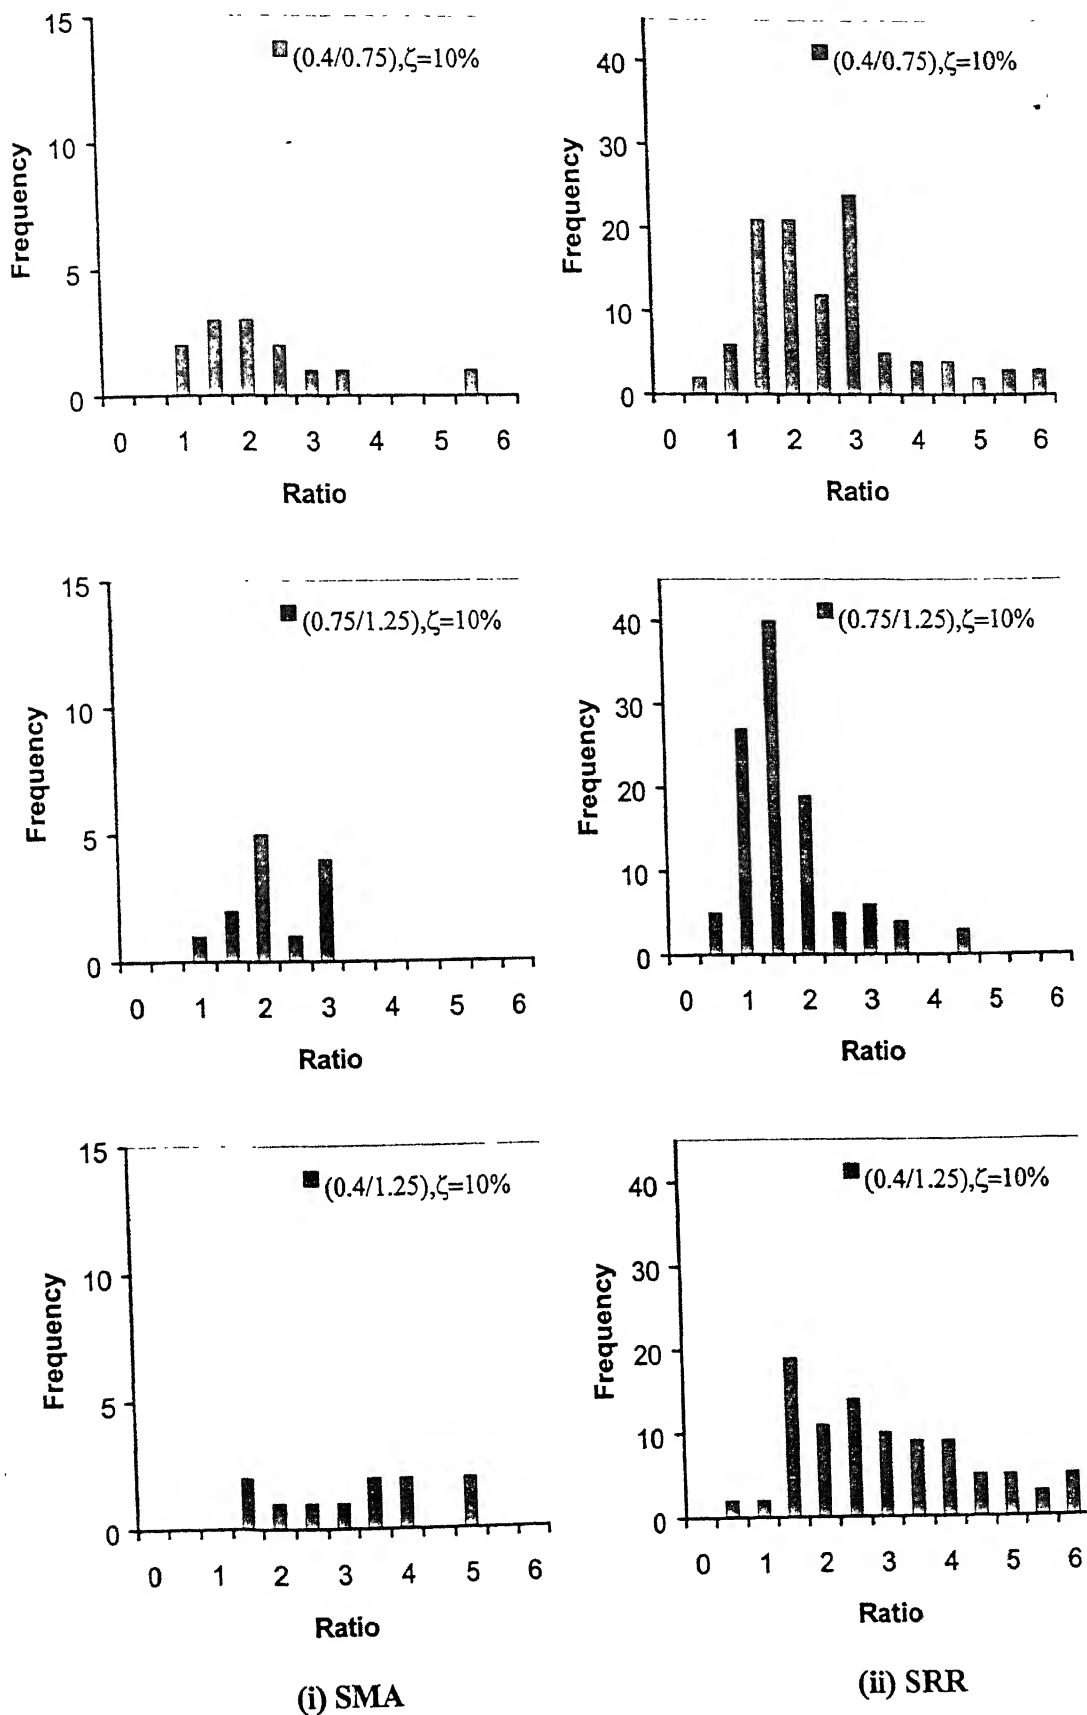 15
10
5
0
Frequency
(0.4/0.75),ζ=10%
0 1 2 3 4 5 6
Ratio
40
30
20
10
0
Frequency
(0.4/0.75),ζ=10%
0 1 2 3 4 5 6
Ratio
15
10
5
0
Frequency
(0.75/1.25),ζ=10%
0 1 2 3 4 5 6
Ratio
40
30
20
10
0
Frequency
(0.75/1.25),ζ=10%
0 1 2 3 4 5 6
Ratio
15
10
5
0
Frequency
(0.4/1.25),ζ=10%
0 1 2 3 4 5 6
Ratio
40
30
20
10
0
Frequency
(0.4/1.25),ζ=10%
0 1 2 3 4 5 6
Ratio
(i) SMA
(ii) SRR